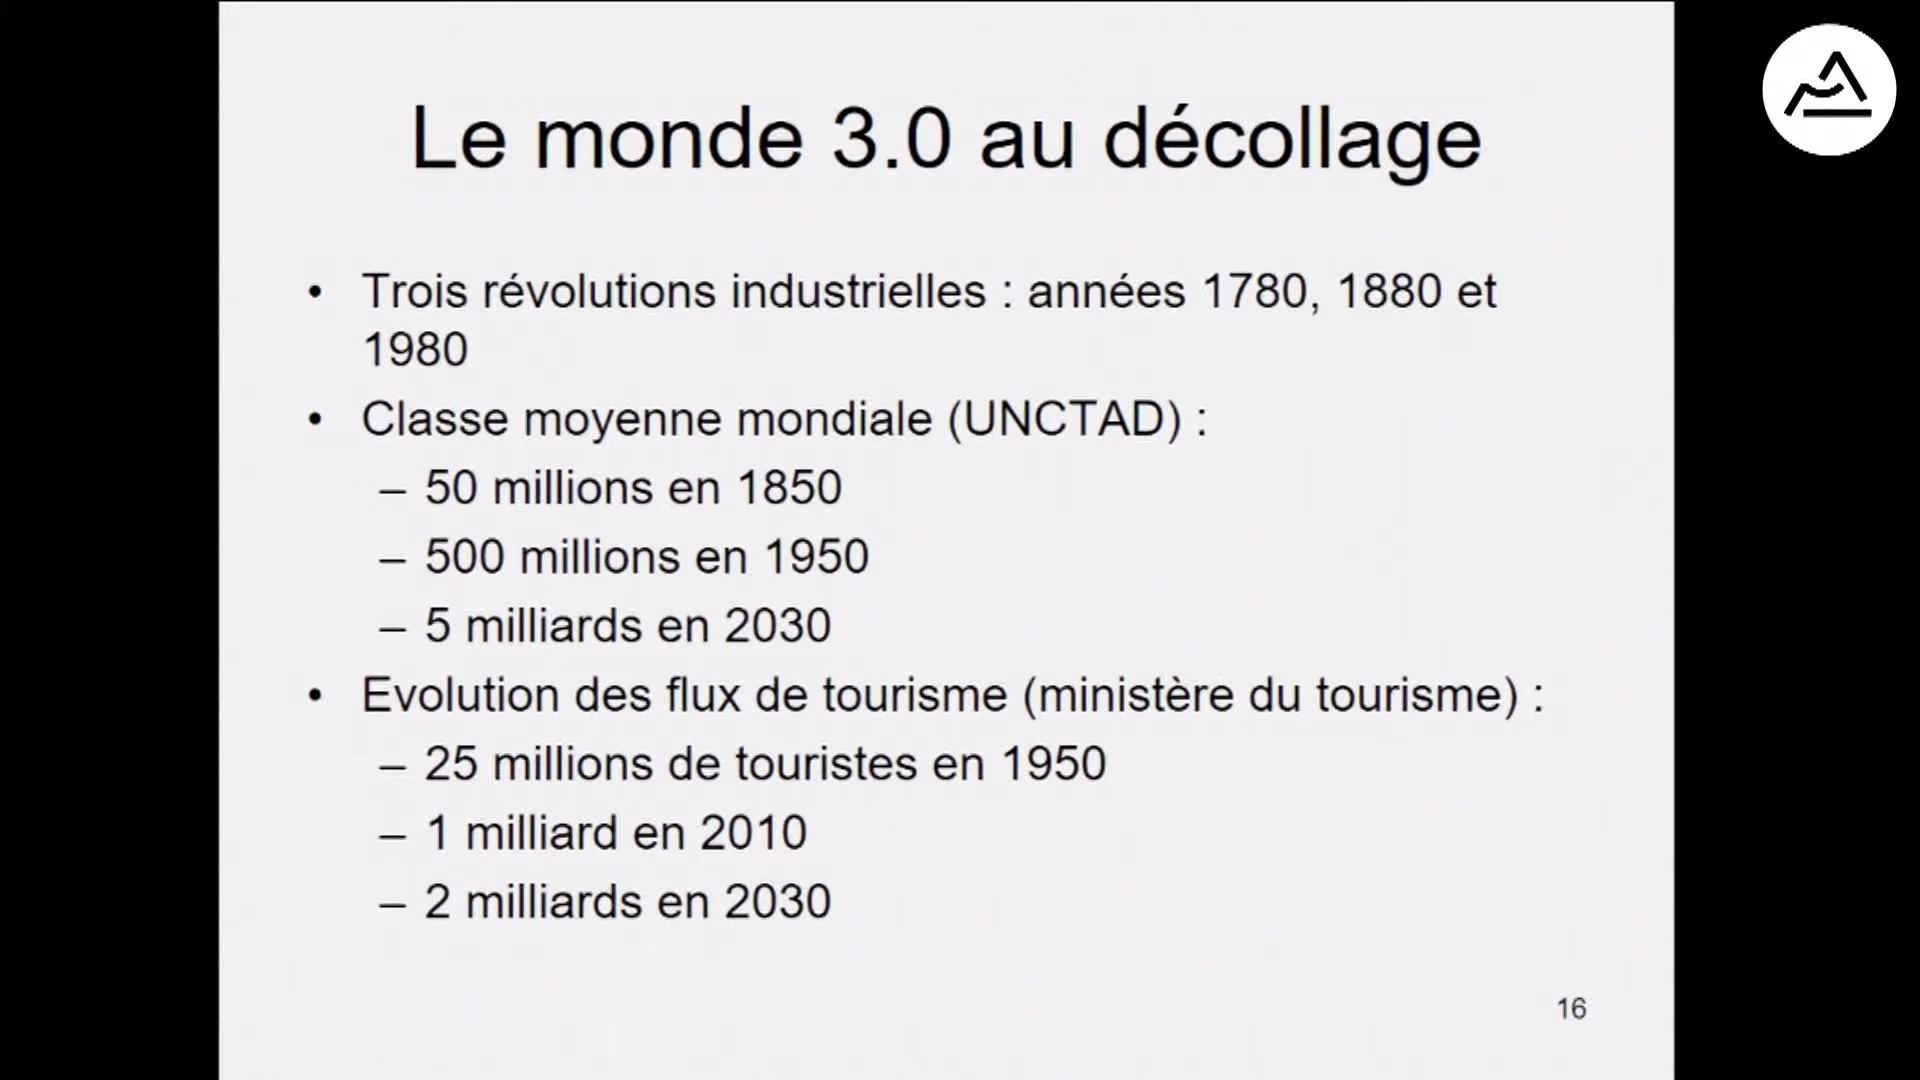 Le monde 3.0 au décollage
• Trois révolutions industrielles : années 1780, 1880 et
1980
• Classe moyenne mondiale (UNCTAD) :
– 50 millions en 1850
– 500 millions en 1950
– 5 milliards en 2030
• Evolution des flux de tourisme (ministère du tourisme) :
– 25 millions de touristes en 1950
– 1 milliard en 2010
– 2 milliards en 2030
16